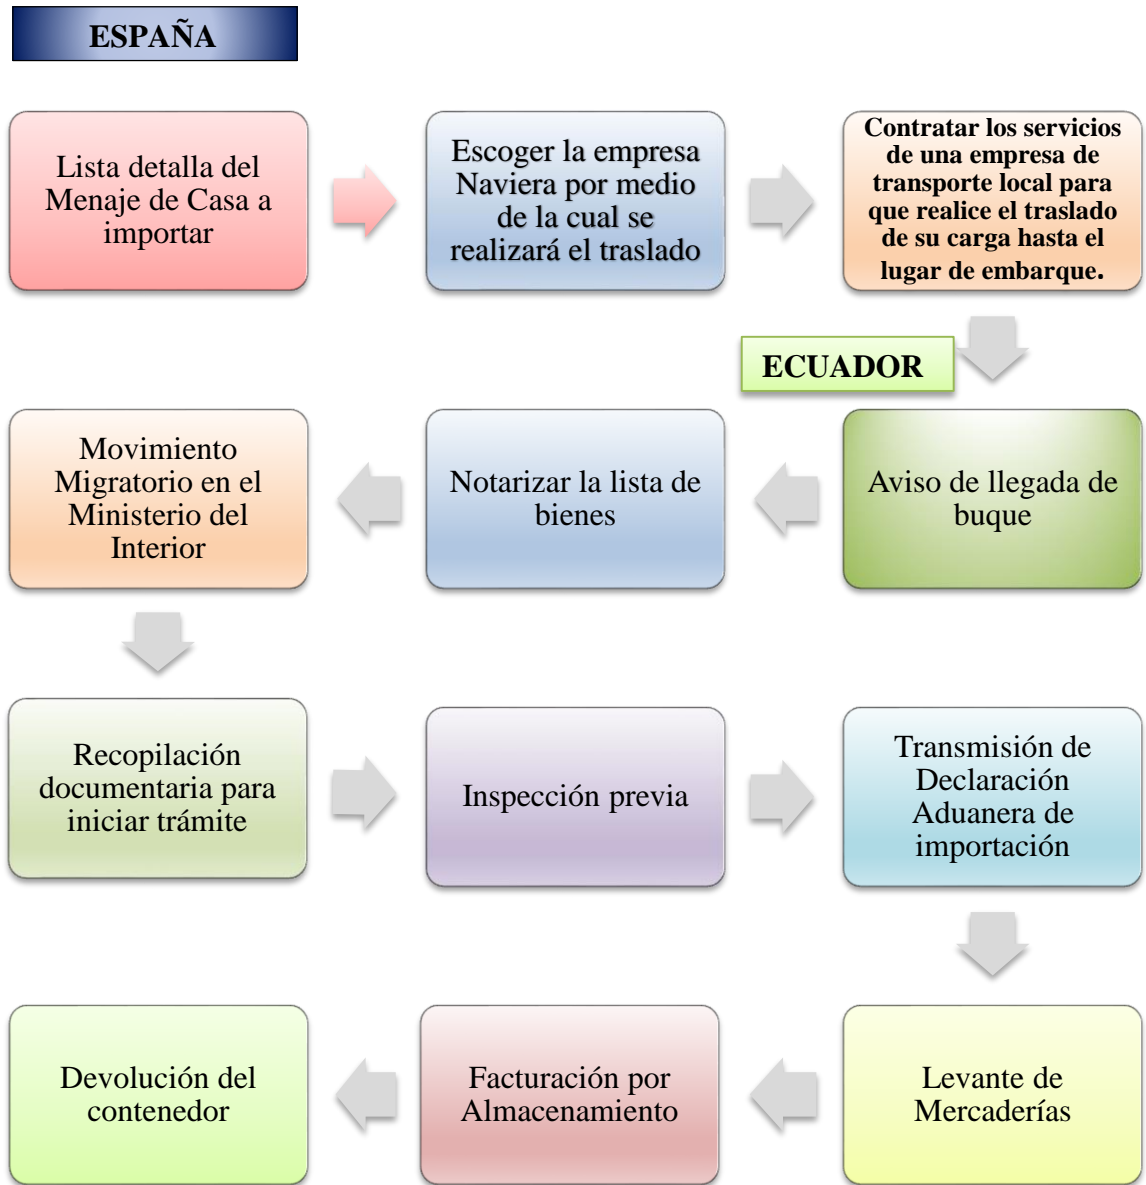 ESPAÑA
Lista detalla del
Menaje de Casa a
importar
Escoger la empresa
Naviera por medio
de la cual se
realizará el traslado
Contratar los servicios
de una empresa de
transporte local para
que realice el traslado
de su carga hasta el
lugar de embarque.
ECUADOR
Aviso de llegada de
buque
Notarizar la lista de
bienes
Movimiento
Migratorio en el
Ministerio del
Interior
Recopilación
documentaria para
iniciar trámite
Inspección previa
Transmisión de
Declaración
Aduanera de
importación
Levante de
Mercaderías
Facturación por
Almacenamiento
Devolución del
contenedor